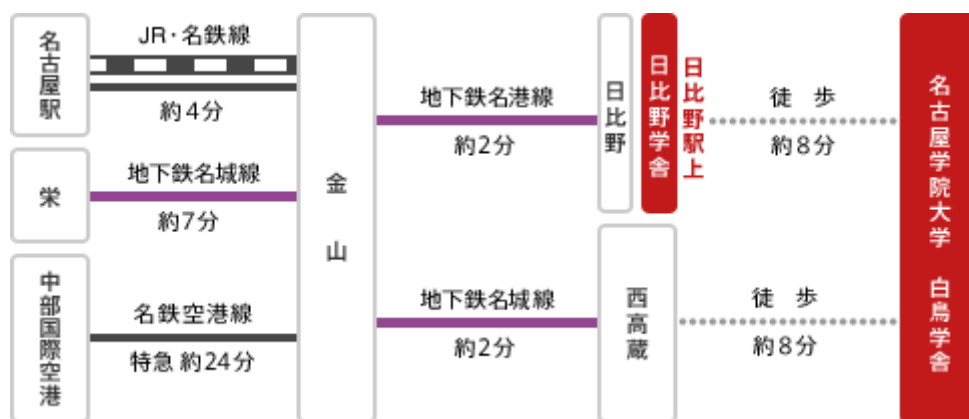 名古屋駅
JR・名鉄線
約4分
栄
地下鉄名城線
約7分
中部国際空港
名鉄空港線
特急 約24分
金山
地下鉄名港線
約2分
日比野
日比野学舎
日比野駅上
徒歩
約8分
地下鉄名城線
約2分
西高蔵
徒歩
約8分
名古屋学院大学 白鳥学舎